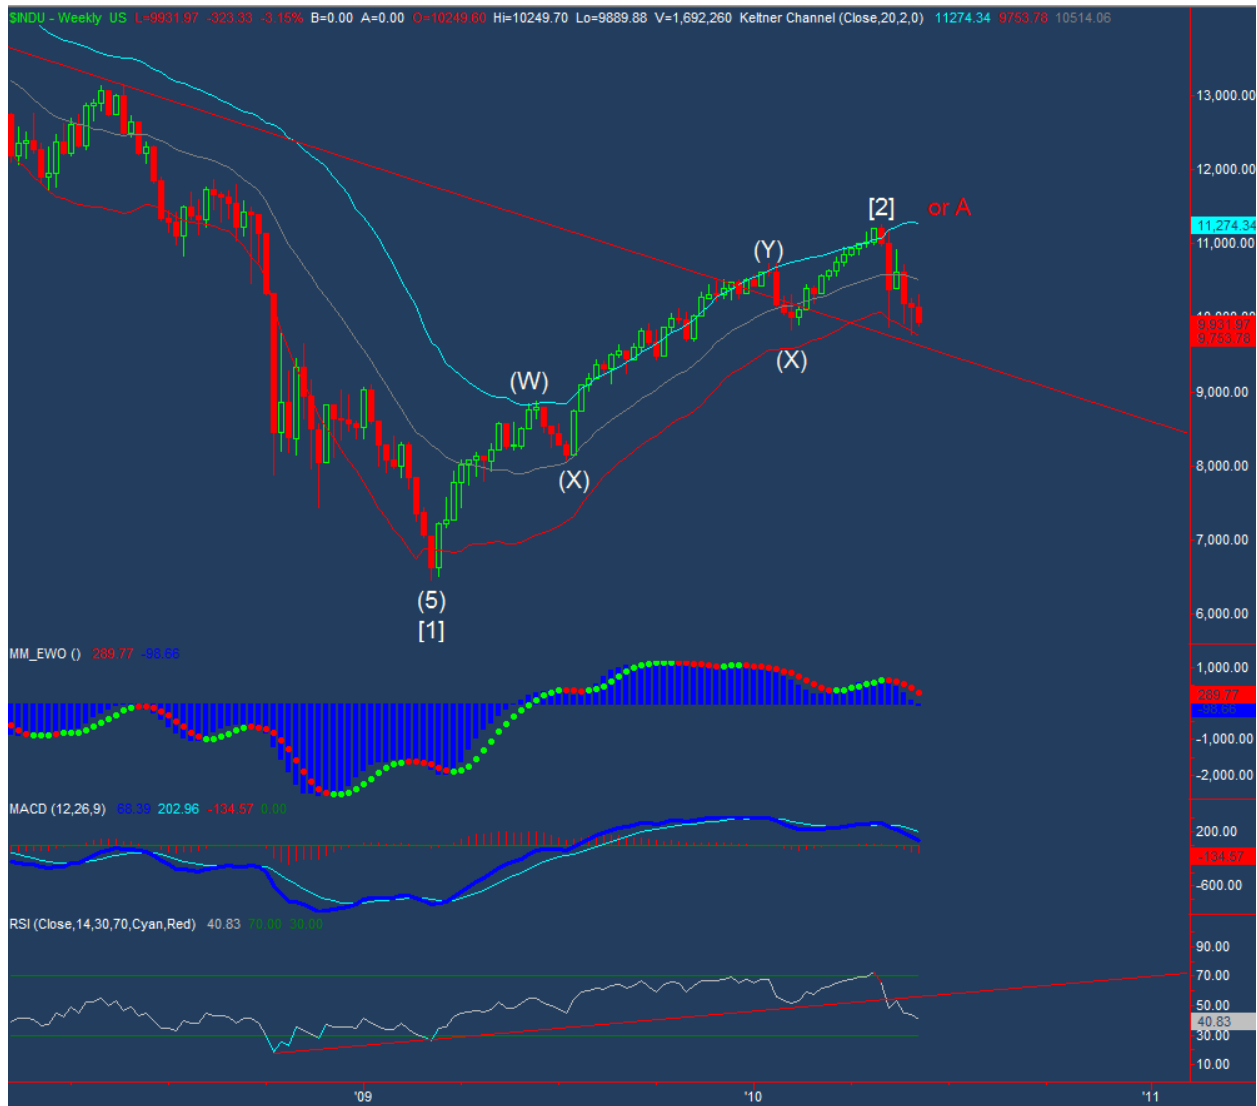 $INDU - Weekly US L=9931.97 -323.33 -3.15% B=0.00 A=0.00 O=10249.60 Hi=10249.70 Lo=9889.88 V=1,692,260 Keltner Channel (Close,20,2,0) 11274.34 9753.78 10514.06
13,000.00
12,000.00
[2] or A
11,274.34
11,000.00
(Y)
10,000.00
9,931.97
9,753.78
(X)
(W)
9,000.00
8,000.00
(X)
7,000.00
(5)
6,000.00
[1]
MM_EWO () 289.77 -98.66
1,000.00
289.77
-98.66
-1,000.00
-2,000.00
MACD (12,26,9) 68.39 202.96 -134.57 0.00
200.00
-134.57
-600.00
RSI (Close,14,30,70,Cyan,Red) 40.83 70.00 30.00
90.00
70.00
50.00
40.83
30.00
10.00
'09 '10 '11